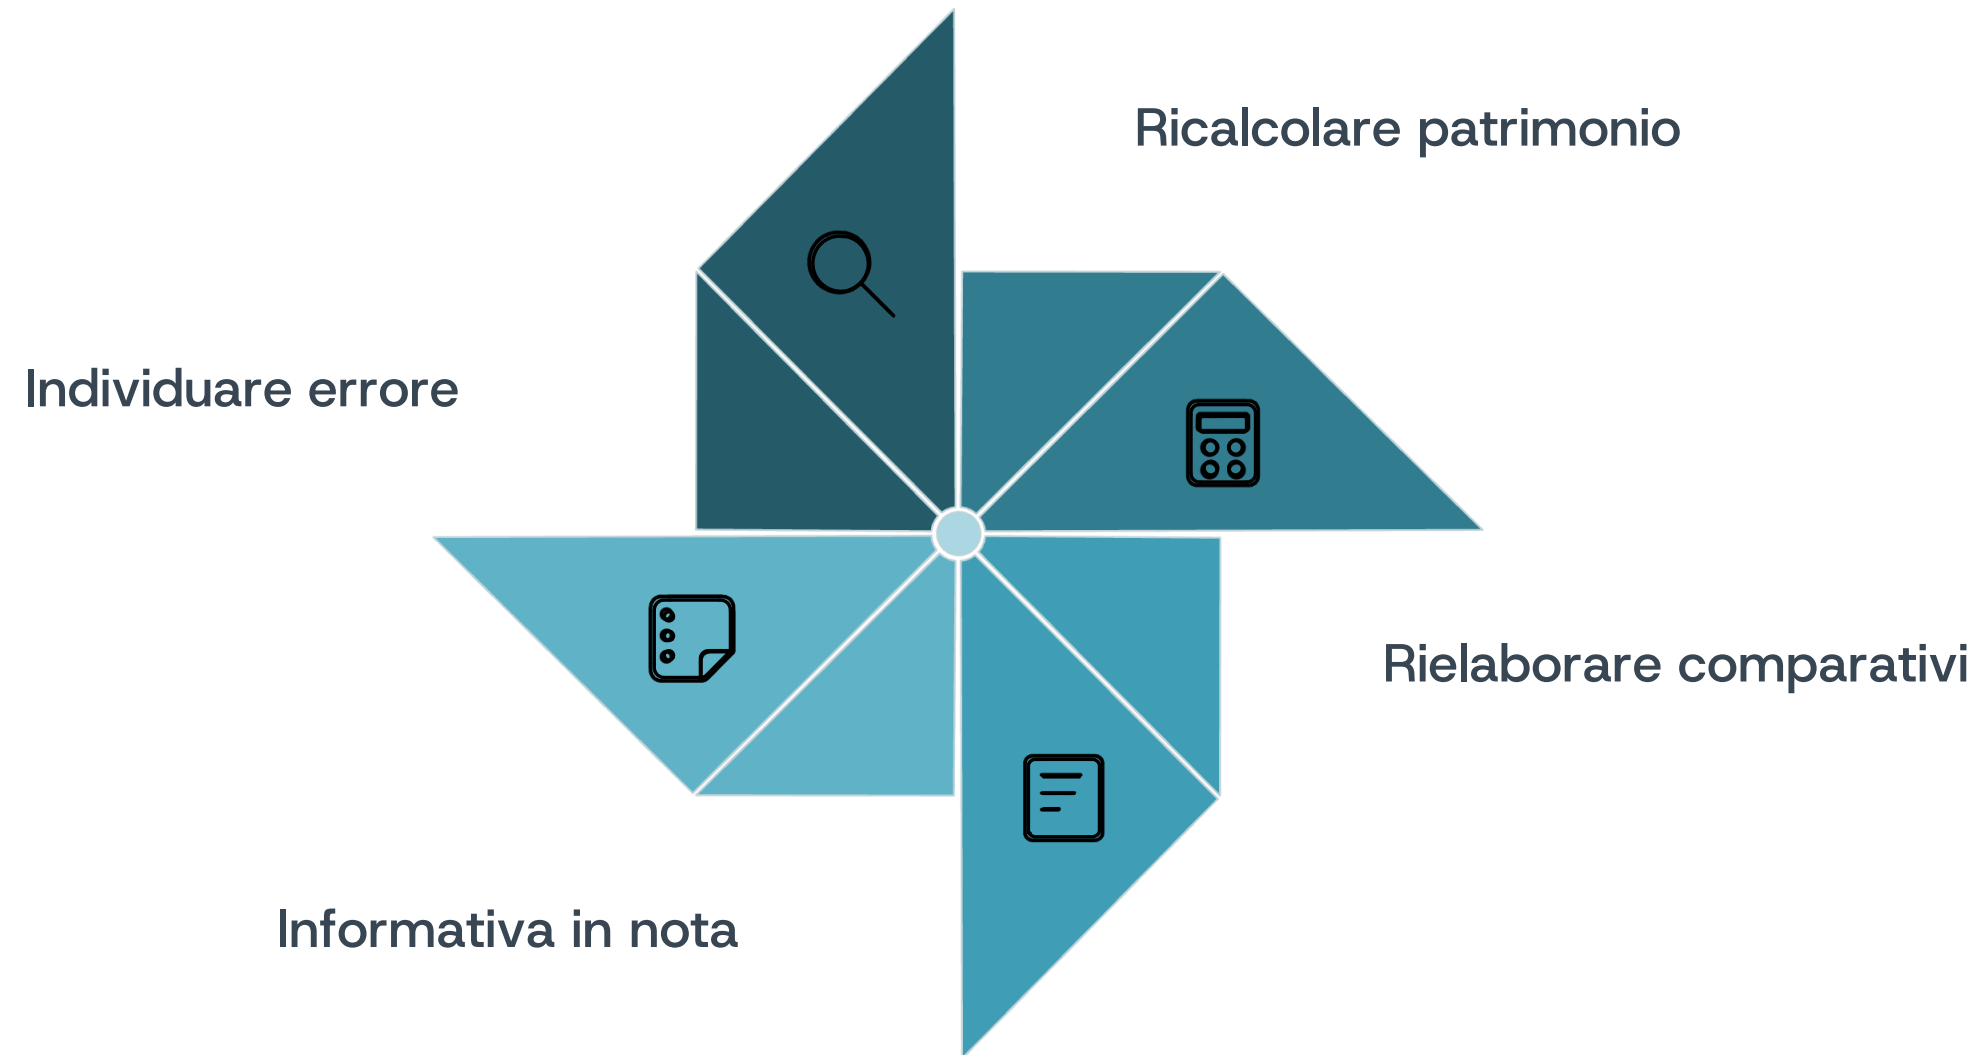 Ricalcolare patrimonio
Individuare errore
Rielaborare comparativi
Informativa in nota